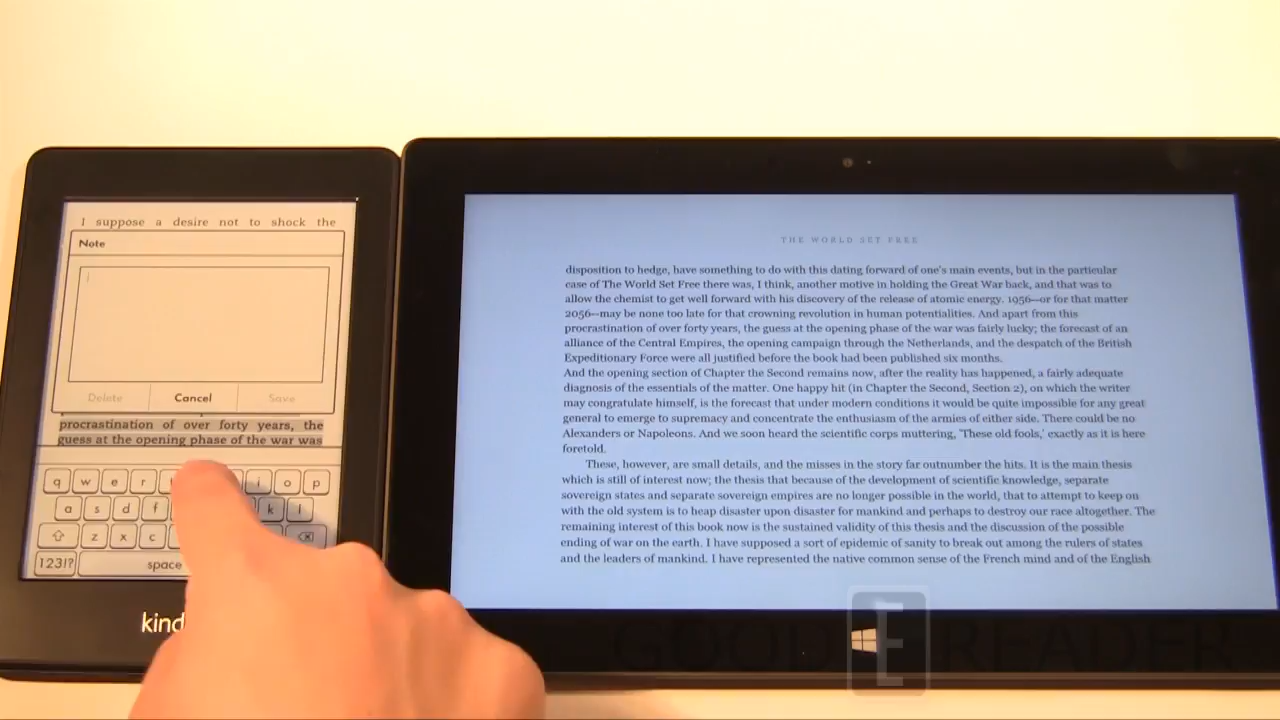 I suppose a desire not to shock the
Note
Delete Cancel Save
procrastination of over forty years, the
guess at the opening phase of the war was
q w e r i o p
a s d f k l
z x c
123!? space
kind
THE WORLD SET FREE
disposition to hedge, have something to do with this dating forward of one's main events, but in the particular
case of The World Set Free there was, I think, another motive in holding the Great War back, and that was to
allow the chemist to get well forward with his discovery of the release of atomic energy. 1956—or for that matter
2056—may be none too late for that crowning revolution in human potentialities. And apart from this
procrastination of over forty years, the guess at the opening phase of the war was fairly lucky; the forecast of an
alliance of the Central Empires, the opening campaign through the Netherlands, and the despatch of the British
Expeditionary Force were all justified before the book had been published six months.
And the opening section of Chapter the Second remains now, after the reality has happened, a fairly adequate
diagnosis of the essentials of the matter. One happy hit (in Chapter the Second, Section 2), on which the writer
may congratulate himself, is the forecast that under modern conditions it would be quite impossible for any great
general to emerge to supremacy and concentrate the enthusiasm of the armies of either side. There could be no
Alexanders or Napoleons. And we soon heard the scientific corps muttering, 'These old fools,' exactly as it is here
foretold.
These, however, are small details, and the misses in the story far outnumber the hits. It is the main thesis
which is still of interest now; the thesis that because of the development of scientific knowledge, separate
sovereign states and separate sovereign empires are no longer possible in the world, that to attempt to keep on
with the old system is to heap disaster upon disaster for mankind and perhaps to destroy our race altogether. The
remaining interest of this book now is the sustained validity of this thesis and the discussion of the possible
ending of war on the earth. I have supposed a sort of epidemic of sanity to break out among the rulers of states
and the leaders of mankind. I have represented the native common sense of the French mind and of the English
GOOD E READER